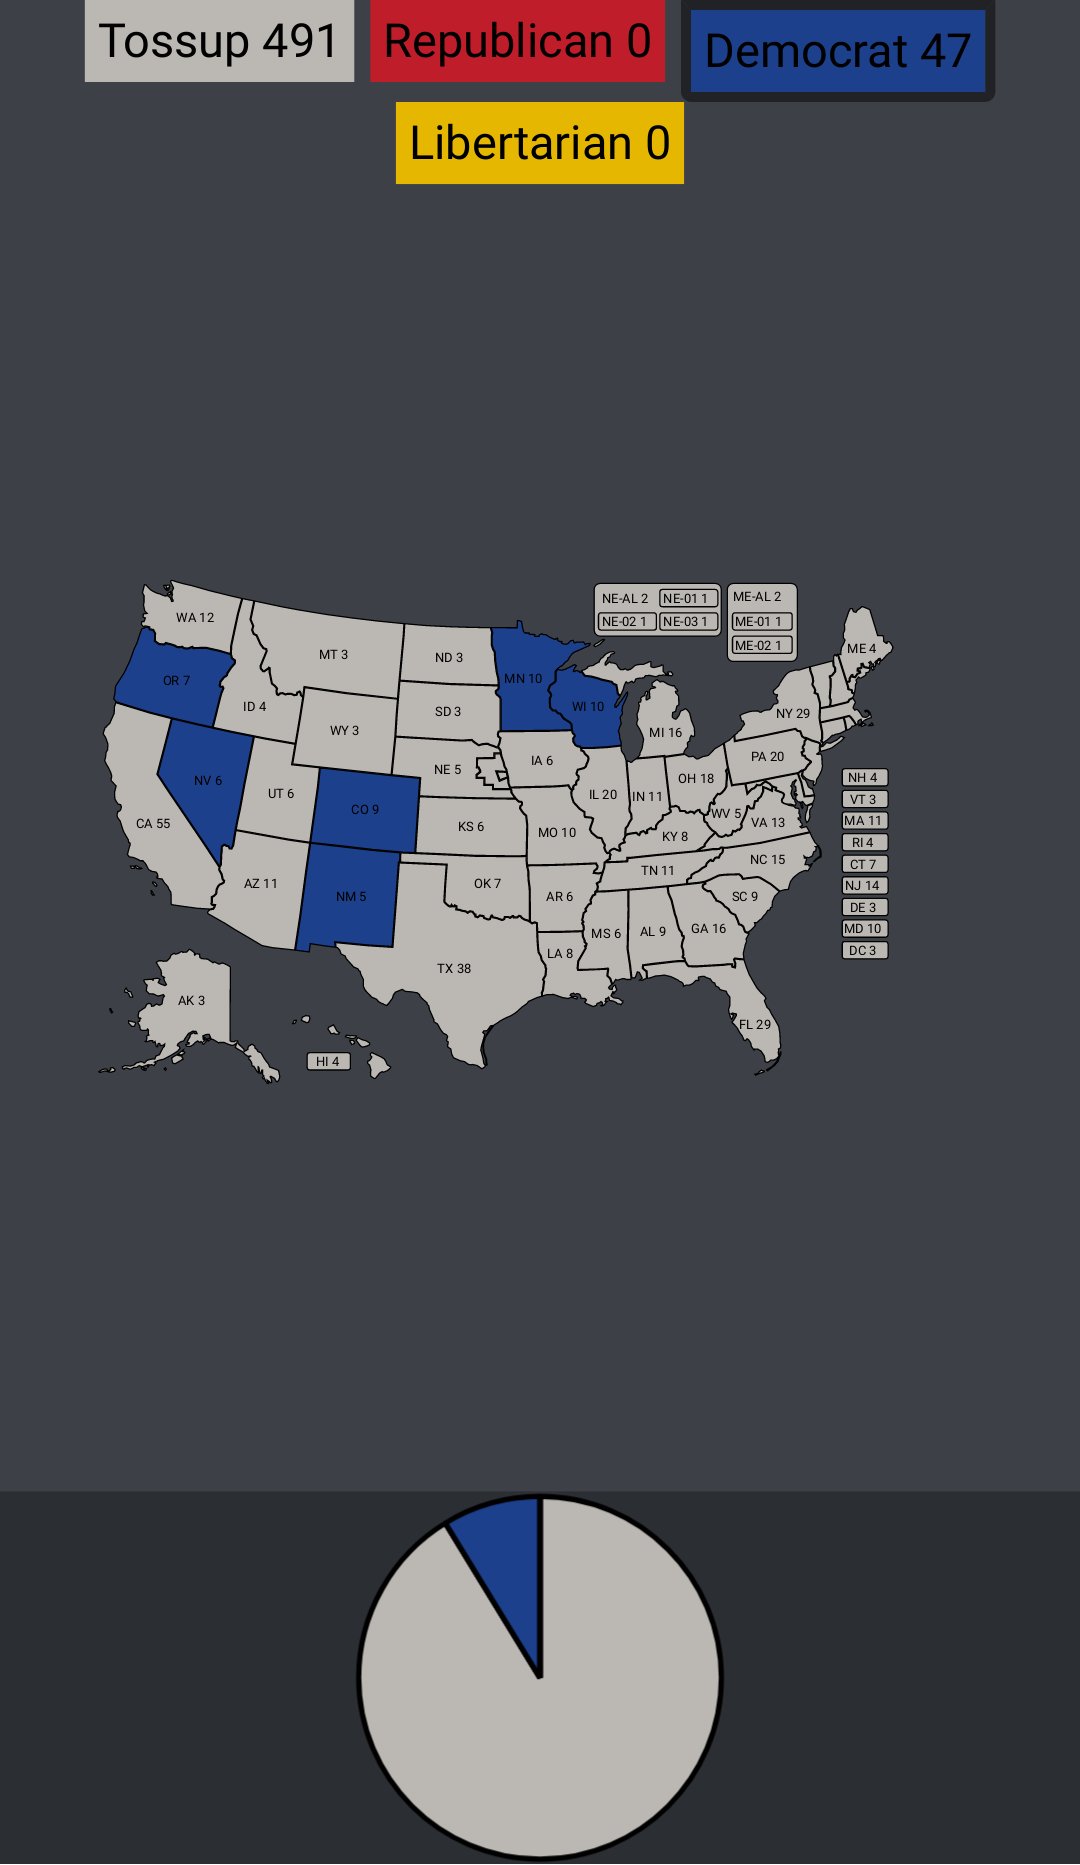 Tossup 491 Republican 0 Democrat 47
Libertarian 0
NE-AL 2 NE-01 1 ME-AL 2
NE-02 1 NE-03 1 ME-01 1
ME-02 1
WA 12
MT 3
ND 3
ME 4
OR 7
MN 10
ID 4
SD 3
WI 10
NY 29
WY 3
MI 16
NV 6
NE 5
IA 6
PA 20
UT 6
OH 18
NH 4
CO 9
IL 20
IN 11
VT 3
CA 55
KS 6
MO 10
WV 5
VA 13
MA 11
KY 8
RI 4
AZ 11
OK 7
TN 11
NC 15
CT 7
NM 5
AR 6
SC 9
NJ 14
MS 6
AL 9
GA 16
DE 3
LA 8
MD 10
TX 38
DC 3
AK 3
FL 29
HI 4